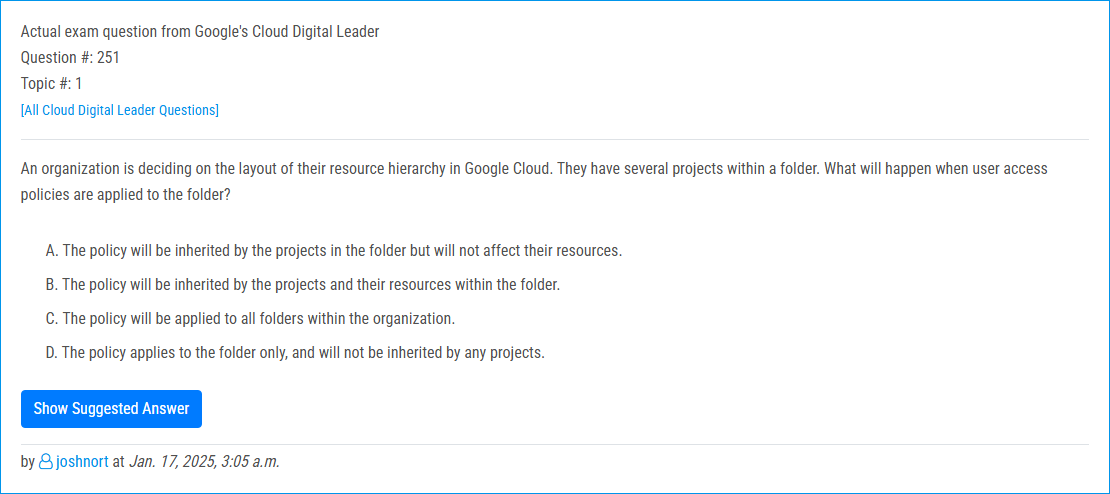 Actual exam question from Google's Cloud Digital Leader
Question #: 251
Topic #: 1
[All Cloud Digital Leader Questions]
An organization is deciding on the layout of their resource hierarchy in Google Cloud. They have several projects within a folder. What will happen when user access
policies are applied to the folder?
A. The policy will be inherited by the projects in the folder but will not affect their resources.
B. The policy will be inherited by the projects and their resources within the folder.
C. The policy will be applied to all folders within the organization.
D. The policy applies to the folder only, and will not be inherited by any projects.
Show Suggested Answer
by joshnort at Jan. 17, 2025, 3:05 a.m.